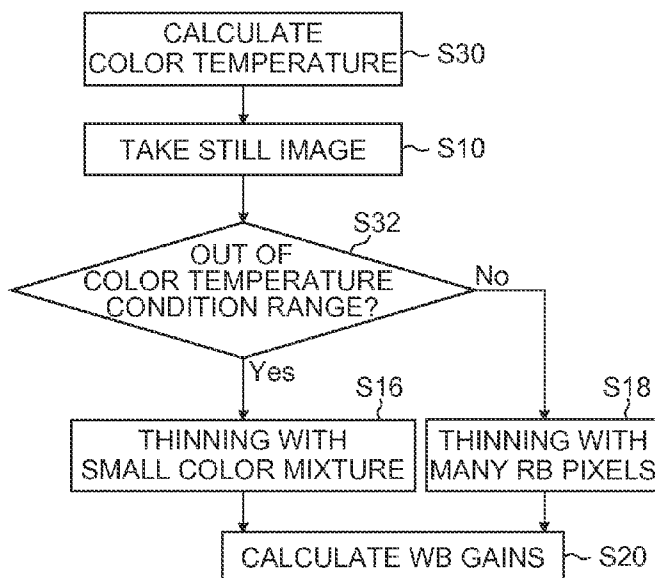 CALCULATE
COLOR TEMPERATURE
S30
TAKE STILL IMAGE
S10
S32
OUT OF
COLOR TEMPERATURE
CONDITION RANGE?
No
Yes
S16
THINNING WITH
SMALL COLOR MIXTURE
S18
THINNING WITH
MANY RB PIXELS
CALCULATE WB GAINS
S20